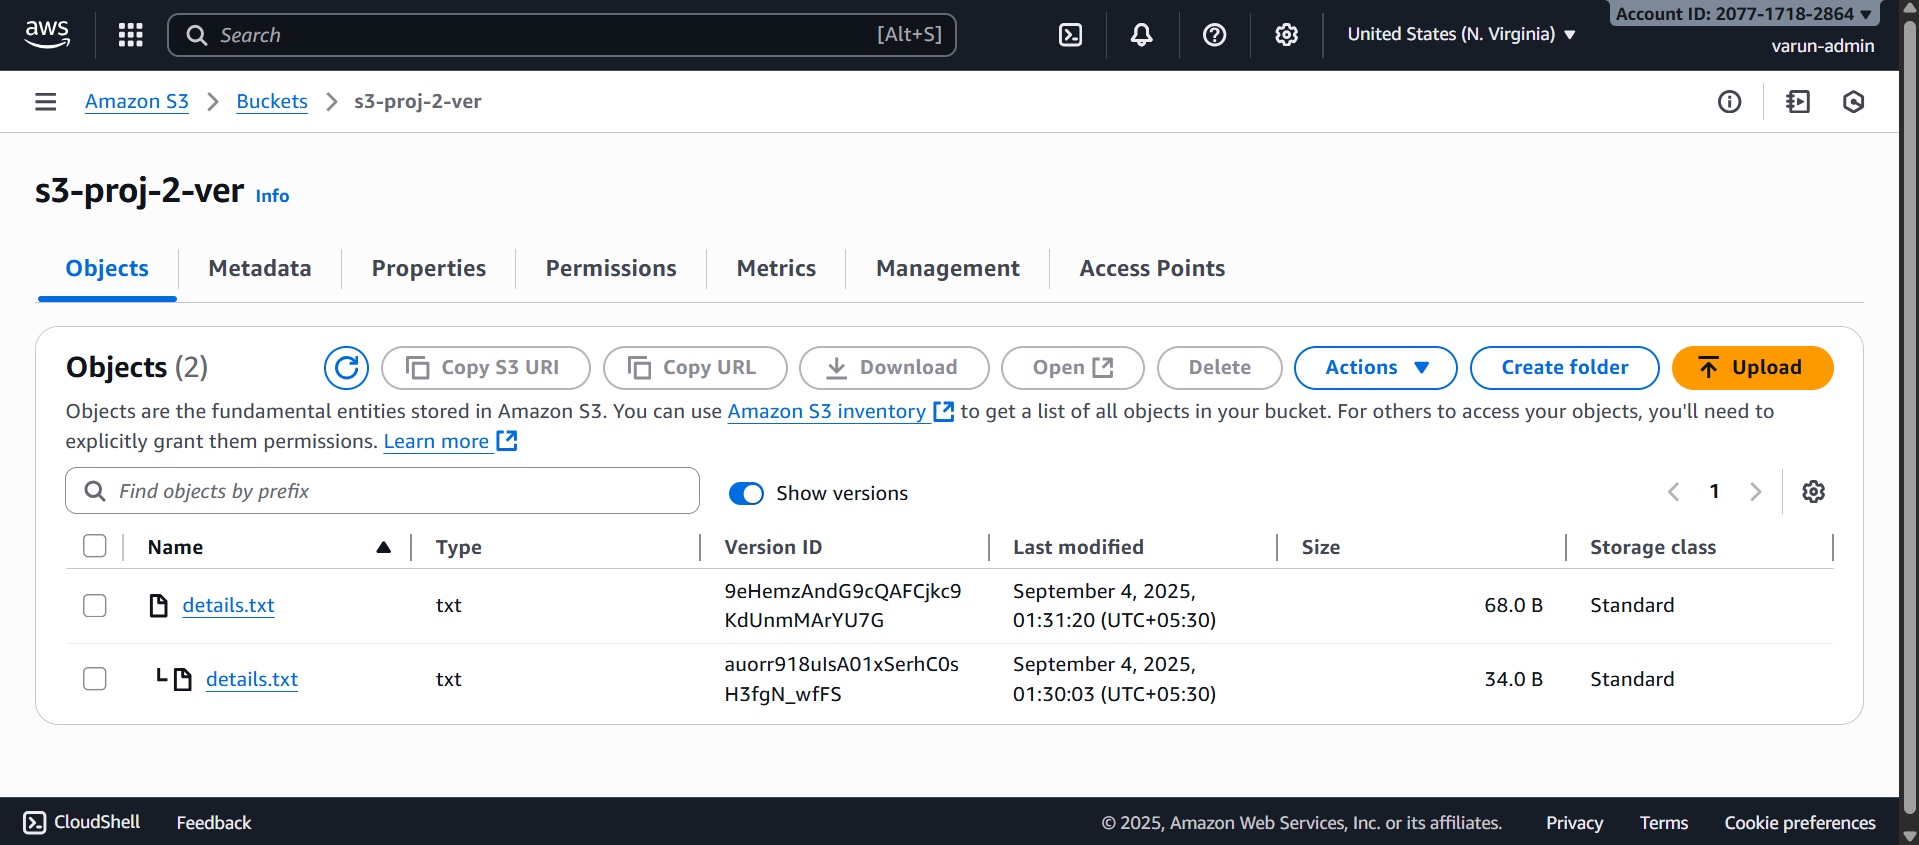 aws
Search [Alt+S]
United States (N. Virginia)
Account ID: 2077-1718-2864
varun-admin
Amazon S3 > Buckets > s3-proj-2-ver
s3-proj-2-ver Info
Objects Metadata Properties Permissions Metrics Management Access Points
Objects (2) Copy S3 URI Copy URL Download Open Delete Actions Create folder Upload
Objects are the fundamental entities stored in Amazon S3. You can use Amazon S3 inventory to get a list of all objects in your bucket. For others to access your objects, you'll need to
explicitly grant them permissions. Learn more
Find objects by prefix Show versions 1
Name Type Version ID Last modified Size Storage class
details.txt txt 9eHemzAndG9cQAFCjkc9 September 4, 2025, 68.0 B Standard
KdUnmMArYU7G 01:31:20 (UTC+05:30)
details.txt txt auorr918uIsA01xSerhC0s September 4, 2025, 34.0 B Standard
H3fgN_wfFS 01:30:03 (UTC+05:30)
CloudShell Feedback © 2025, Amazon Web Services, Inc. or its affiliates. Privacy Terms Cookie preferences